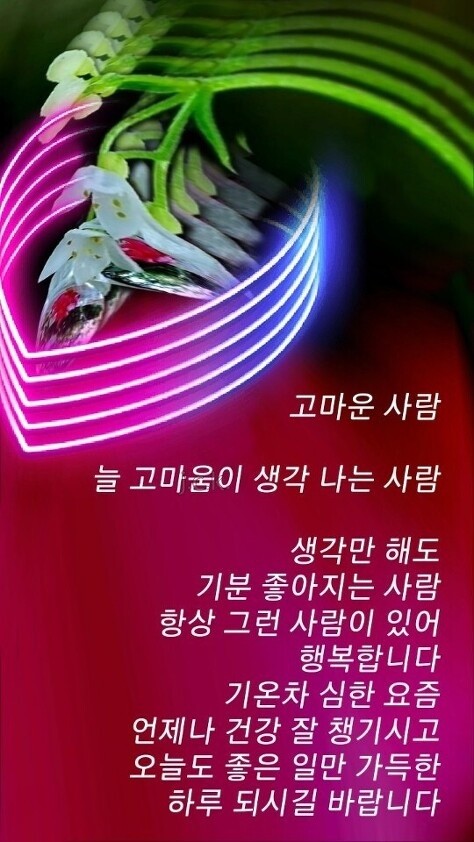 고마운 사람
늘 고마움이 생각 나는 사람
생각만 해도
기분 좋아지는 사람
항상 그런 사람이 있어
행복합니다
기온차 심한 요즘
언제나 건강 잘 챙기시고
오늘도 좋은 일만 가득한
하루 되시길 바랍니다